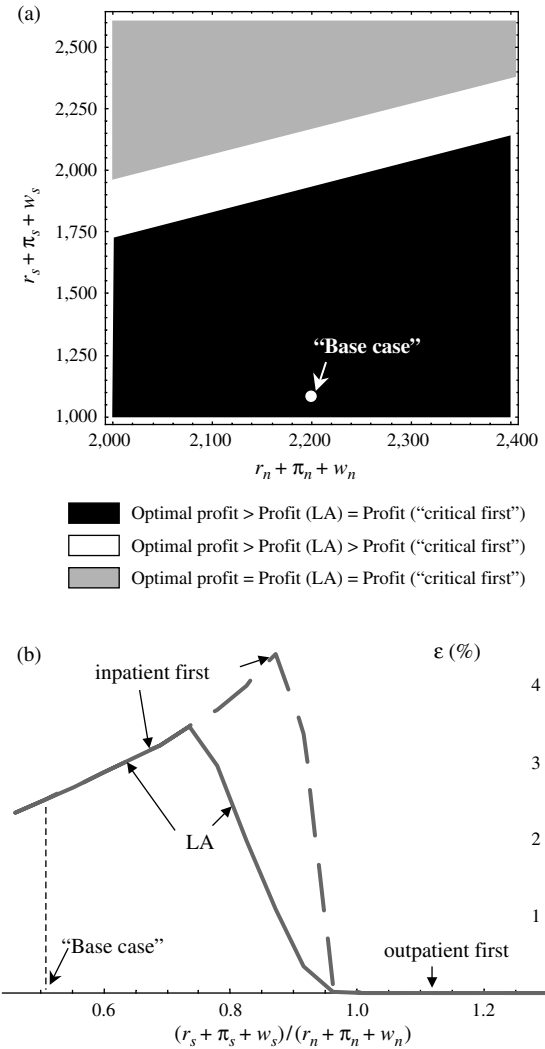 (a)
2,500
2,250
2,000
1,750
1,500
1,250
1,000
r_s + π_s + w_s
"Base case"
2,000 2,100 2,200 2,300 2,400
r_n + π_n + w_n
Optimal profit > Profit (LA) = Profit ("critical first")
Optimal profit > Profit (LA) > Profit ("critical first")
Optimal profit = Profit (LA) = Profit ("critical first")
(b)
ε (%)
inpatient first
4
3
LA
2
1
"Base case"
outpatient first
0.6 0.8 1.0 1.2
(r_s + π_s + w_s)/(r_n + π_n + w_n)